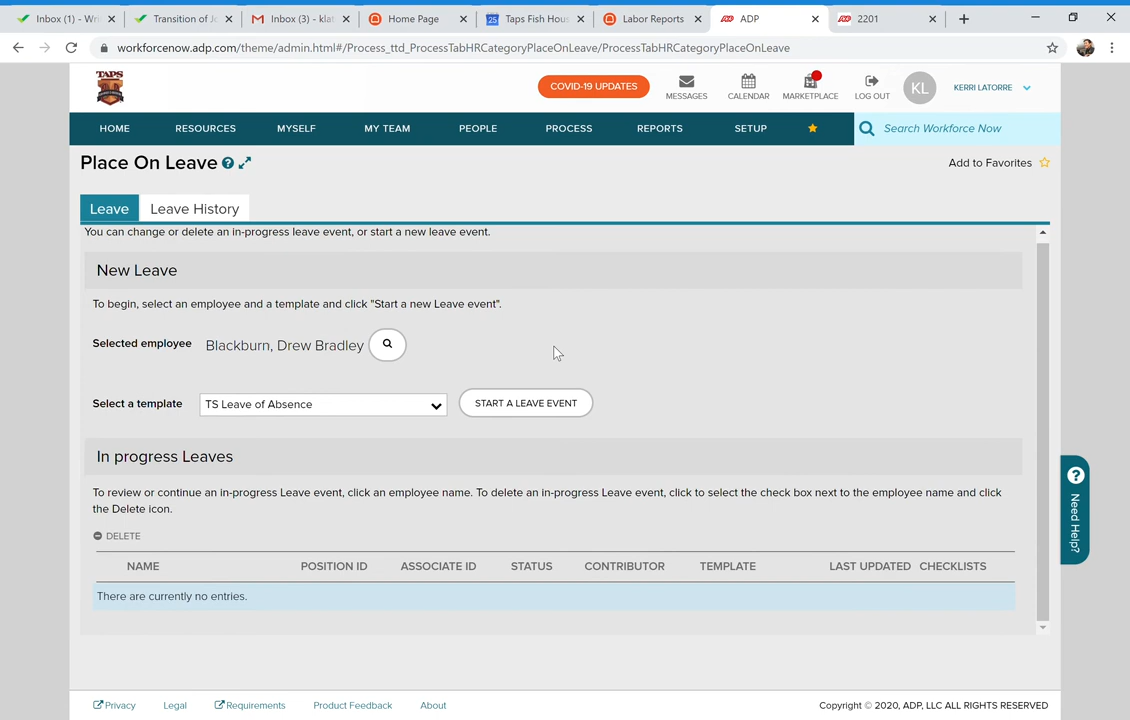 Inbox (1) - Wr
Transition of Jo
Inbox (3) - klat
Home Page
25
Taps Fish Hous
Labor Reports
ADP
2201
workforcenow.adp.com/theme/admin.html#/Process_ttd_ProcessTabHRCategoryPlaceOnLeave/ProcessTabHRCategoryPlaceOnLeave
TAPS
COVID-19 UPDATES
MESSAGES
CALENDAR
MARKETPLACE
LOG OUT
KL
KERRI LATORRE
HOME
RESOURCES
MYSELF
MY TEAM
PEOPLE
PROCESS
REPORTS
SETUP
Search Workforce Now
Place On Leave
Add to Favorites
Leave
Leave History
You can change or delete an in-progress leave event, or start a new leave event.
New Leave
To begin, select an employee and a template and click "Start a new Leave event".
Selected employee
Blackburn, Drew Bradley
Select a template
TS Leave of Absence
START A LEAVE EVENT
In progress Leaves
To review or continue an in-progress Leave event, click an employee name. To delete an in-progress Leave event, click to select the check box next to the employee name and click
the Delete icon.
DELETE
NAME
POSITION ID
ASSOCIATE ID
STATUS
CONTRIBUTOR
TEMPLATE
LAST UPDATED
CHECKLISTS
There are currently no entries.
Need Help?
Privacy
Legal
Requirements
Product Feedback
About
Copyright © 2020, ADP, LLC ALL RIGHTS RESERVED